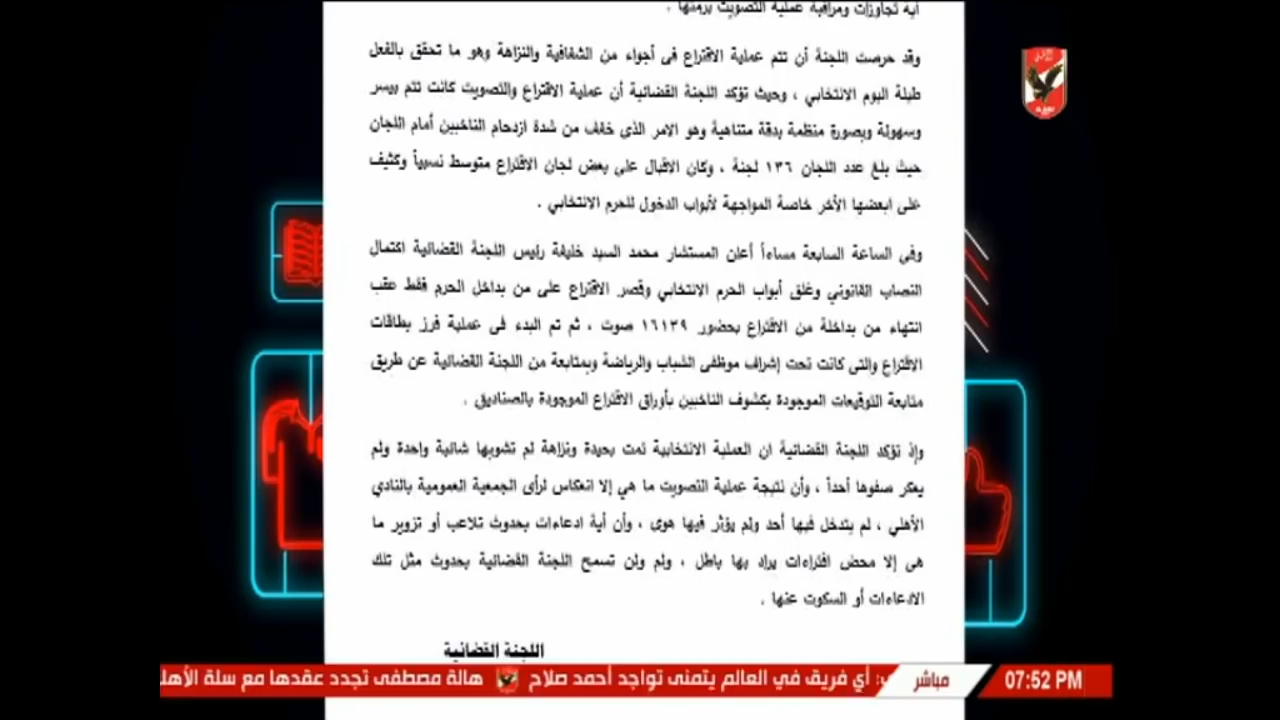 أية تجاوزات ومراقبة عملية التصويت برمتها .
وقد حرصت اللجنة أن تتم عملية الاقتراع فى أجواء من الشفافية والنزاهة وهو ما تحقق بالفعل
طيلة اليوم الانتخابي ، وحيث تؤكد اللجنة القضائية أن عملية الاقتراع والتصويت كانت تتم بيسر
وسهولة وبصورة منظمة بدقة متناهية وهو الامر الذي خفف من شدة ازدحام الناخبين أمام اللجان
حيث بلغ عدد اللجان ١٣٦ لجنة ، وكان الاقبال على بعض لجان الاقتراع متوسط نسبياً وكثيف
على ابعضها الأخر خاصة المواجهة لأبواب الدخول للحرم الانتخابي .
وفى الساعة السابعة مساءاً أعلن المستشار محمد السيد خليفة رئيس اللجنة القضائية اكتمال
النصاب القانوني وغلق أبواب الحرم الانتخابي وقصر الاقتراع على من بداخل الحرم فقط عقب
انتهاء من بداخلة من الاقتراع بحضور ١٦١٣٩ صوت ، ثم تم البدء فى عملية فرز بطاقات
الاقتراع والتى كانت تحت إشراف موظفى الشباب والرياضة وبمتابعة من اللجنة القضائية عن طريق
متابعة التوقيعات الموجودة بكشوف الناخبين بأوراق الاقتراع الموجودة بالصناديق .
وإذ تؤكد اللجنة القضائية ان العملية الانتخابية تمت بحيدة ونزاهة لم تشوبها شائبة واحدة ولم
يعكر صفوها أحداً ، وأن نتيجة عملية التصويت ما هي إلا انعكاس لرأى الجمعية العمومية بالنادي
الأهلي ، لم يتدخل فيها أحد ولم يؤثر فيها هوى ، وأن أية ادعاءات بحدوث تلاعب أو تزوير ما
هى إلا محض افتراءات يراد بها باطل ، ولم ولن تسمح اللجنة القضائية بحدوث مثل تلك
الادعاءات أو السكوت عنها .
اللجنة القضائية
07:52 PM مباشر ي: أي فريق في العالم يتمنى تواجد أحمد صلاح هالة مصطفى تجدد عقدها مع سلة الأهل